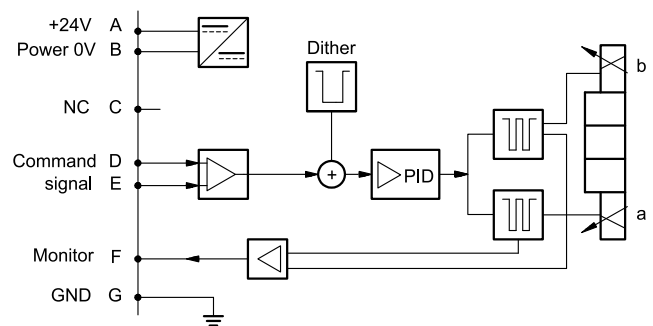 +24V A
Power 0V B
Dither
b
NC C
Command D
signal E
+
PID
a
Monitor F
GND G